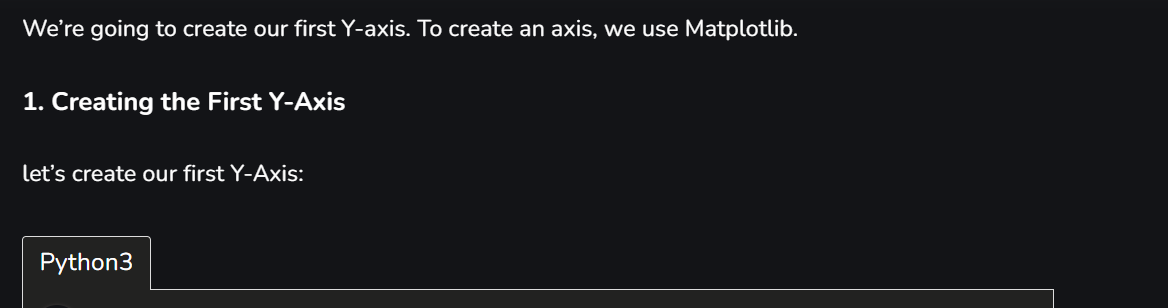 We’re going to create our first Y-axis. To create an axis, we use Matplotlib.
1. Creating the First Y-Axis
let’s create our first Y-Axis:
Python3